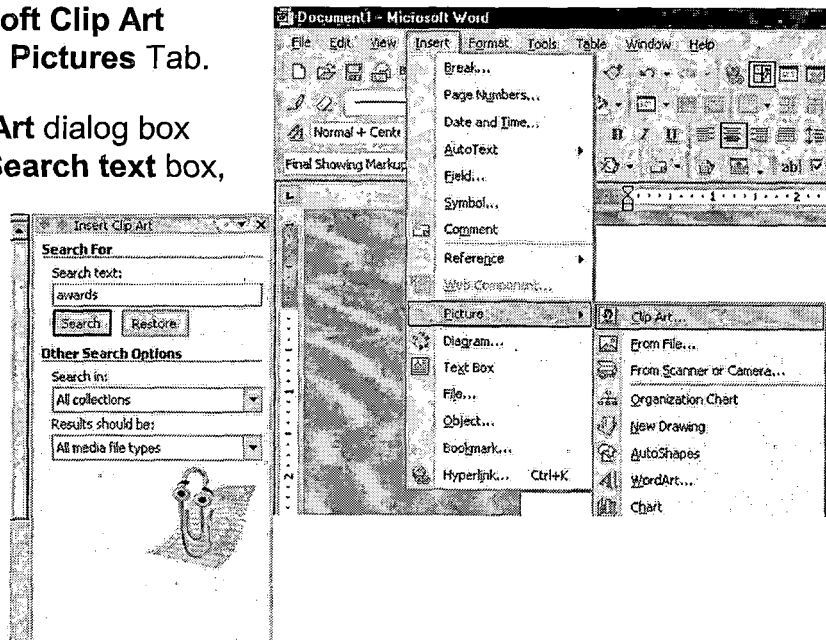 oft Clip Art
Pictures Tab.
Art dialog box
Search text box,
Document1 - Microsoft Word
File Edit View Insert Format Tools Table Window Help
Break...
Page Numbers...
Normal + Cente
Date and Time...
B I U
Final Showing Markup
AutoText
Field...
Symbol...
Comment
Reference
Web Component...
Picture
Diagram...
Text Box
File...
Object...
Bookmark...
Hyperlink... Ctrl+K
Clip Art...
From File...
From Scanner or Camera...
Organization Chart
New Drawing
AutoShapes
WordArt...
Chart
Insert Clip Art
Search For
Search text:
awards
Search Restore
Other Search Options
Search in:
All collections
Results should be:
All media file types